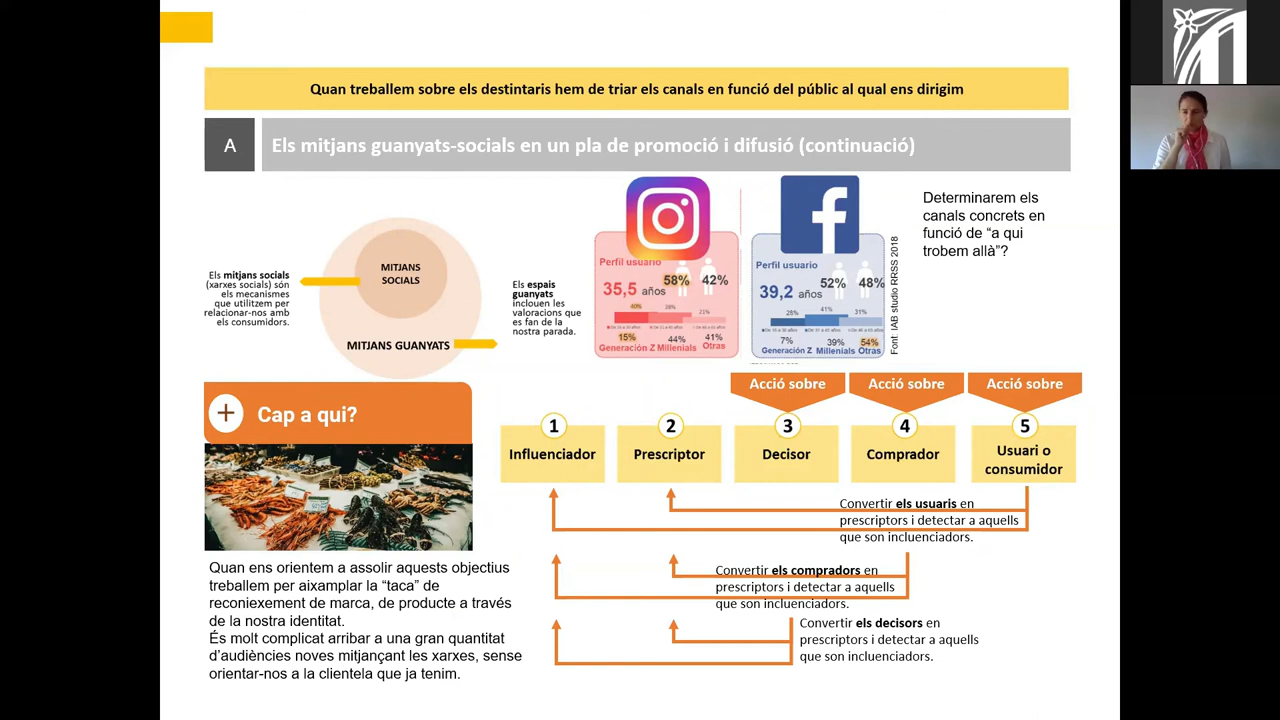 Quan treballem sobre els destintaris hem de triar els canals en funció del públic al qual ens dirigim
A
Els mitjans guanyats-socials en un pla de promoció i difusió (continuació)
Els mitjans socials
(xarxes socials) són
els mecanismes
que utilitzem per
relacionar-nos amb
els consumidors.
MITJANS
SOCIALS
MITJANS GUANYATS
Els espais
guanyats
inclouen les
valoracions que
es fan de la
nostra parada.
Perfil usuario
58% 42%
35,5 años
40% 38% 21%
15% 44% 41%
Generación Z Millenials Otras
Perfil usuario
52% 48%
39,2 años
28% 41% 31%
7% 39% 54%
Generación Z Millenials Otras
Font: IAB studio RRSS 2018
Determinarem els
canals concrets en
funció de “a qui
trobem allà”?
+ Cap a qui?
Quan ens orientem a assolir aquests objectius
treballem per aixamplar la “taca” de
reconiexement de marca, de producte a través
de la nostra identitat.
És molt complicat arribar a una gran quantitat
d’audiències noves mitjançant les xarxes, sense
orientar-nos a la clientela que ja tenim.
Acció sobre
Acció sobre
Acció sobre
1
Influenciador
2
Prescriptor
3
Decisor
4
Comprador
5
Usuari o
consumidor
Convertir els usuaris en
prescriptors i detectar a aquells
que son incluenciadors.
Convertir els compradors en
prescriptors i detectar a aquells
que son incluenciadors.
Convertir els decisors en
prescriptors i detectar a aquells
que son incluenciadors.